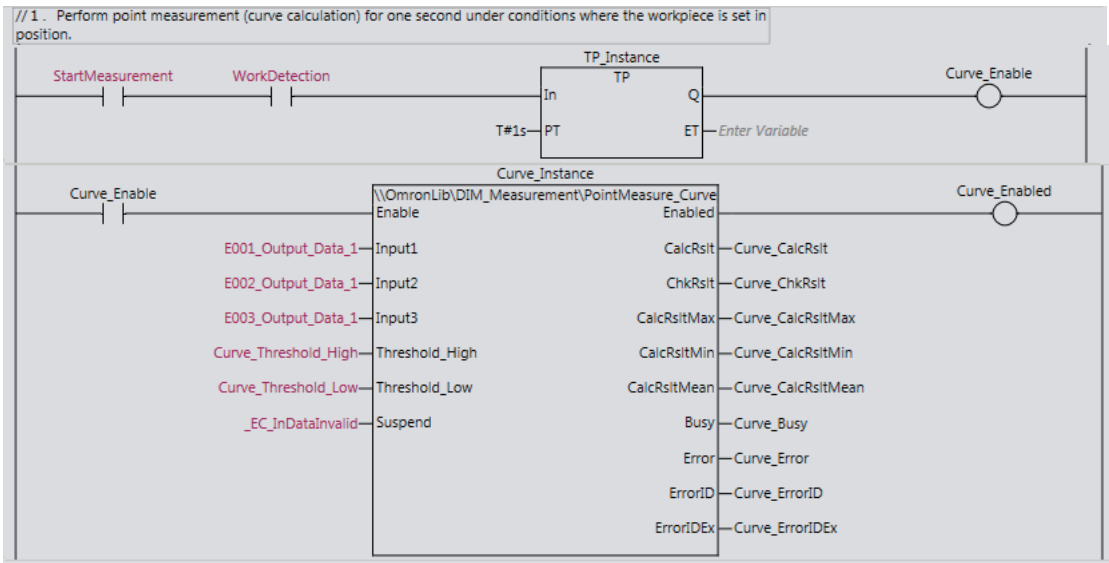 // 1 .  Perform point measurement (curve calculation) for one second under conditions where the workpiece is set in
position.
TP_Instance
StartMeasurement WorkDetection TP Curve_Enable
In Q
T#1s PT ET Enter Variable
Curve_Instance
Curve_Enable \\OmronLib\DIM_Measurement\PointMeasure_Curve Curve_Enabled
Enable Enabled
E001_Output_Data_1 Input1 CalcRslt Curve_CalcRslt
E002_Output_Data_1 Input2 ChkRslt Curve_ChkRslt
E003_Output_Data_1 Input3 CalcRsltMax Curve_CalcRsltMax
Curve_Threshold_High Threshold_High CalcRsltMin Curve_CalcRsltMin
Curve_Threshold_Low Threshold_Low CalcRsltMean Curve_CalcRsltMean
_EC_InDataInvalid Suspend Busy Curve_Busy
Error Curve_Error
ErrorID Curve_ErrorID
ErrorIDEx Curve_ErrorIDEx